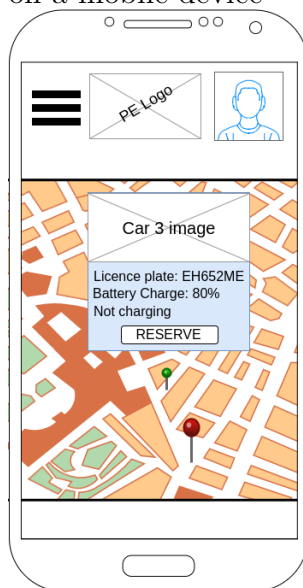 on a mobile device
PE Logo
Car 3 image
Licence plate: EH652ME
Battery Charge: 80%
Not charging
RESERVE